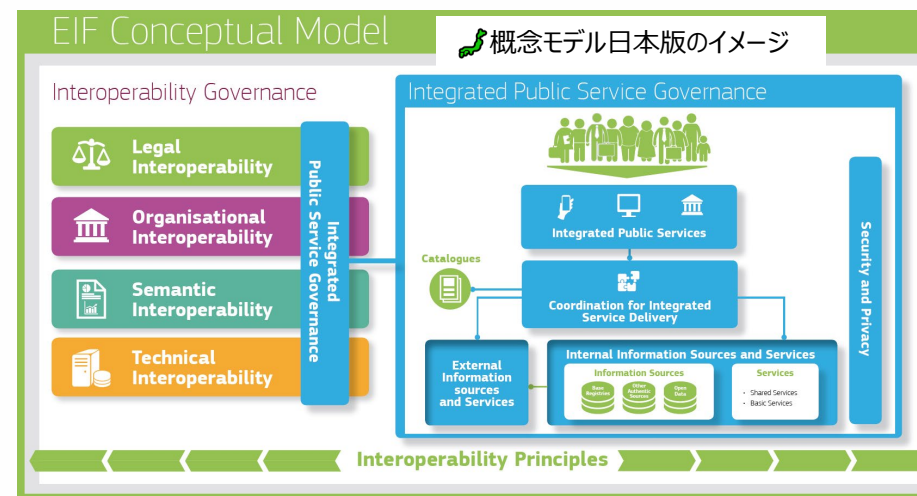 EIF Conceptual Model
概念モデル日本版のイメージ
Interoperability Governance
Legal
Interoperability
Organisational
Interoperability
Semantic
Interoperability
Technical
Interoperability
Integrated
Public Service Governance
Integrated Public Service Governance
Integrated Public Services
Catalogues
Coordination for Integrated
Service Delivery
External
Information
sources
and Services
Internal Information Sources and Services
Information Sources
Base
Registries
Other
Authentic
Sources
Open
Data
Services
• Shared Services
• Basic Services
Security and Privacy
Interoperability Principles